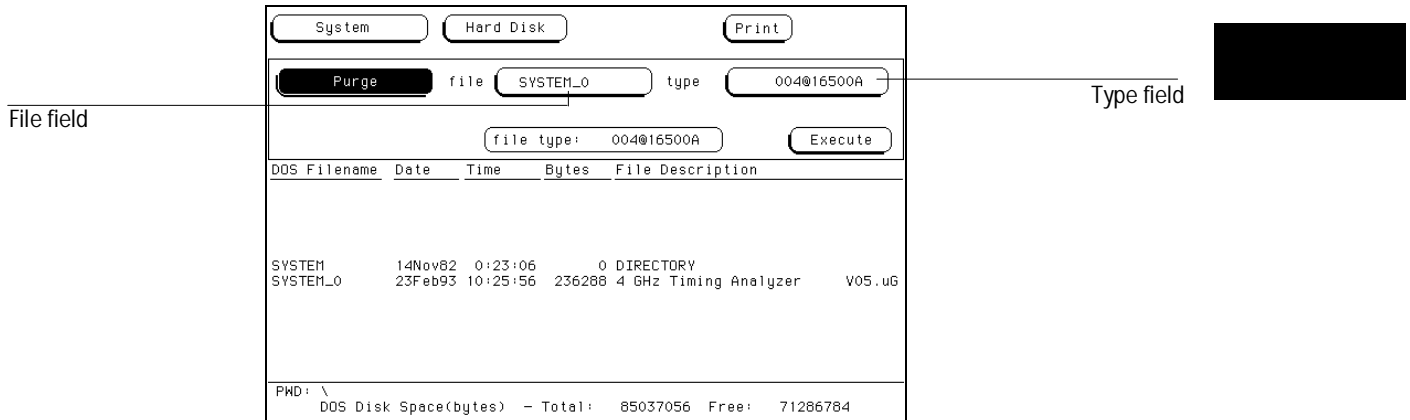 System Hard Disk Print
Purge file SYSTEM_0 type 004@16500A
Type field
File field
file type: 004@16500A Execute
DOS Filename Date Time Bytes File Description
SYSTEM 14Nov82 0:23:06 0 DIRECTORY
SYSTEM_0 23Feb93 10:25:56 236288 4 GHz Timing Analyzer V05.uG
PWD: \
DOS Disk Space(bytes) - Total: 85037056 Free: 71286784